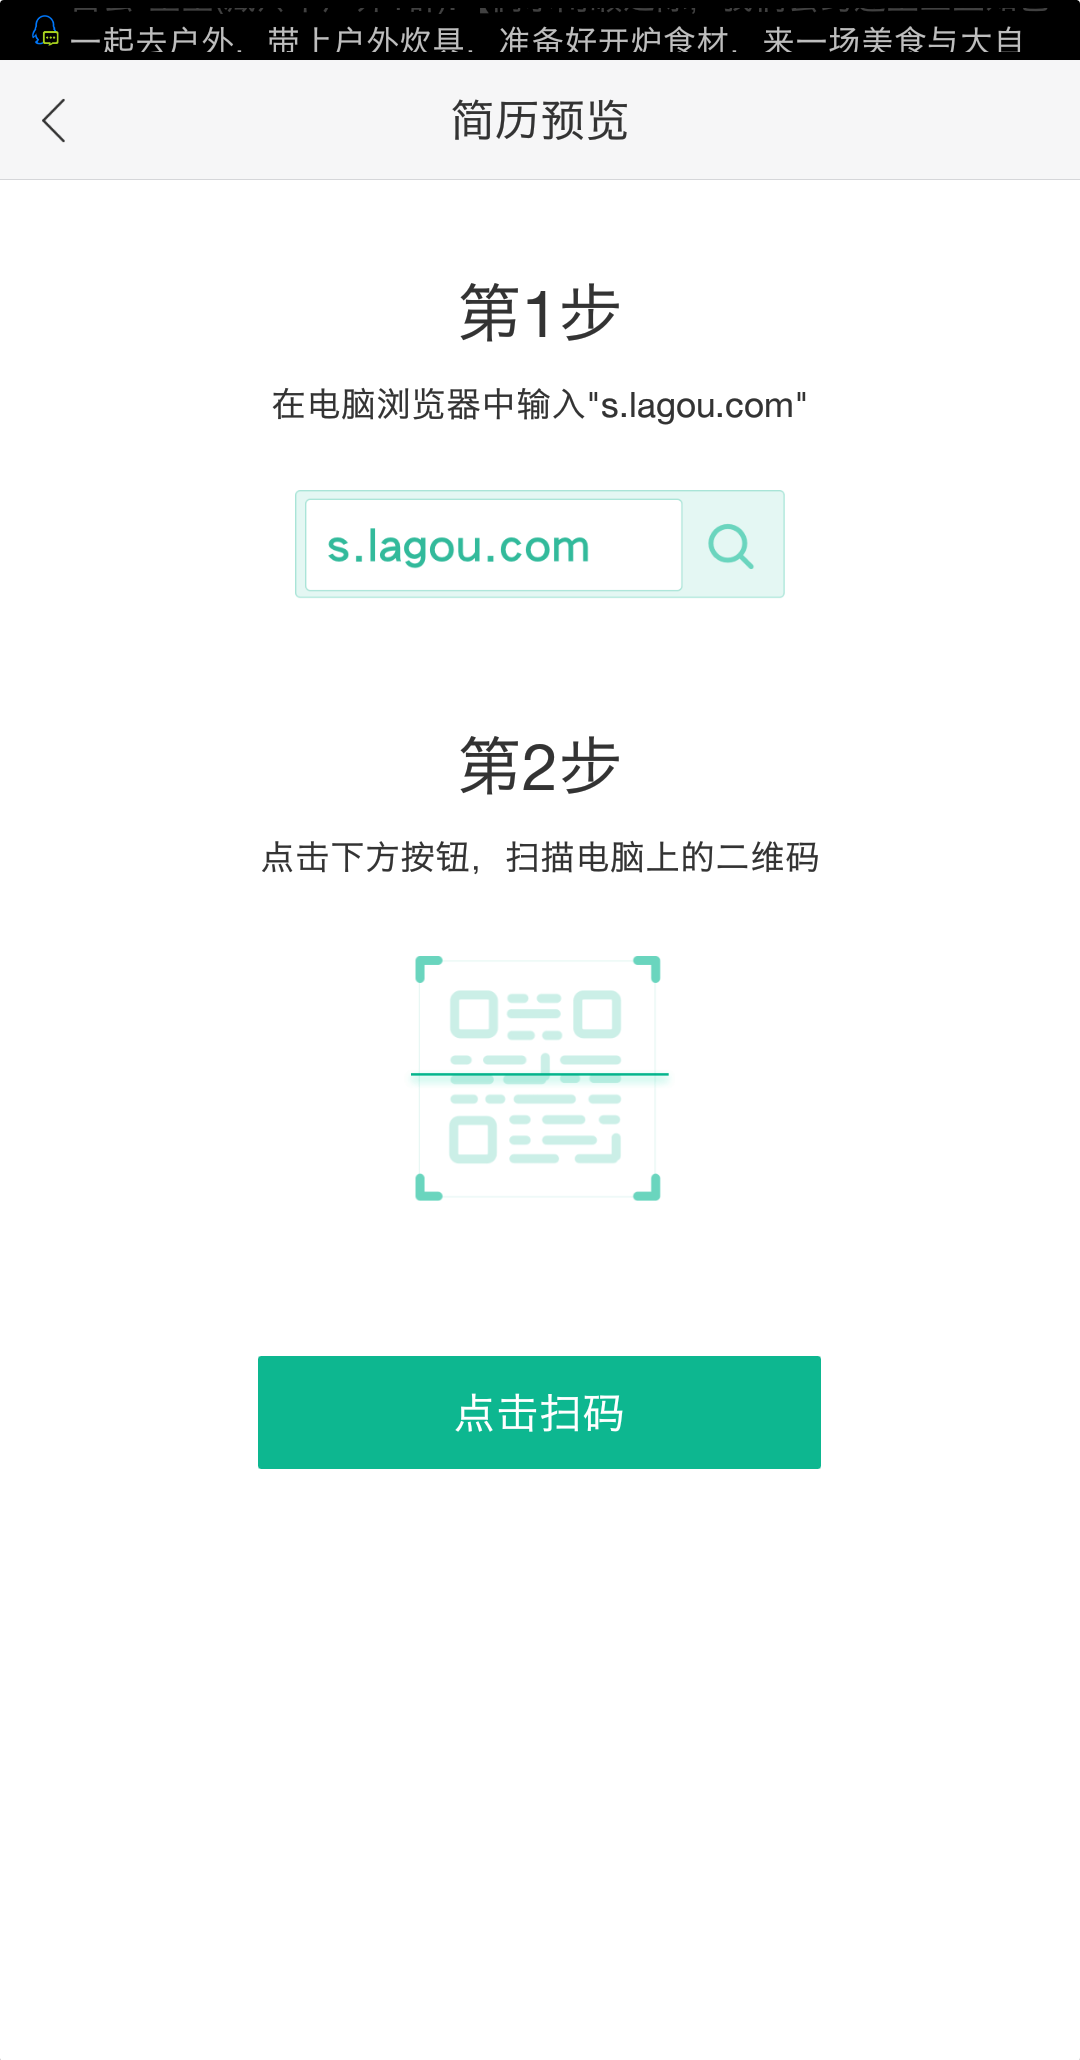 一起去户外，带上户外炊具，准备好开炉食材，来一场美食与大自
简历预览
第1步
在电脑浏览器中输入"s.lagou.com"
s.lagou.com
第2步
点击下方按钮，扫描电脑上的二维码
点击扫码